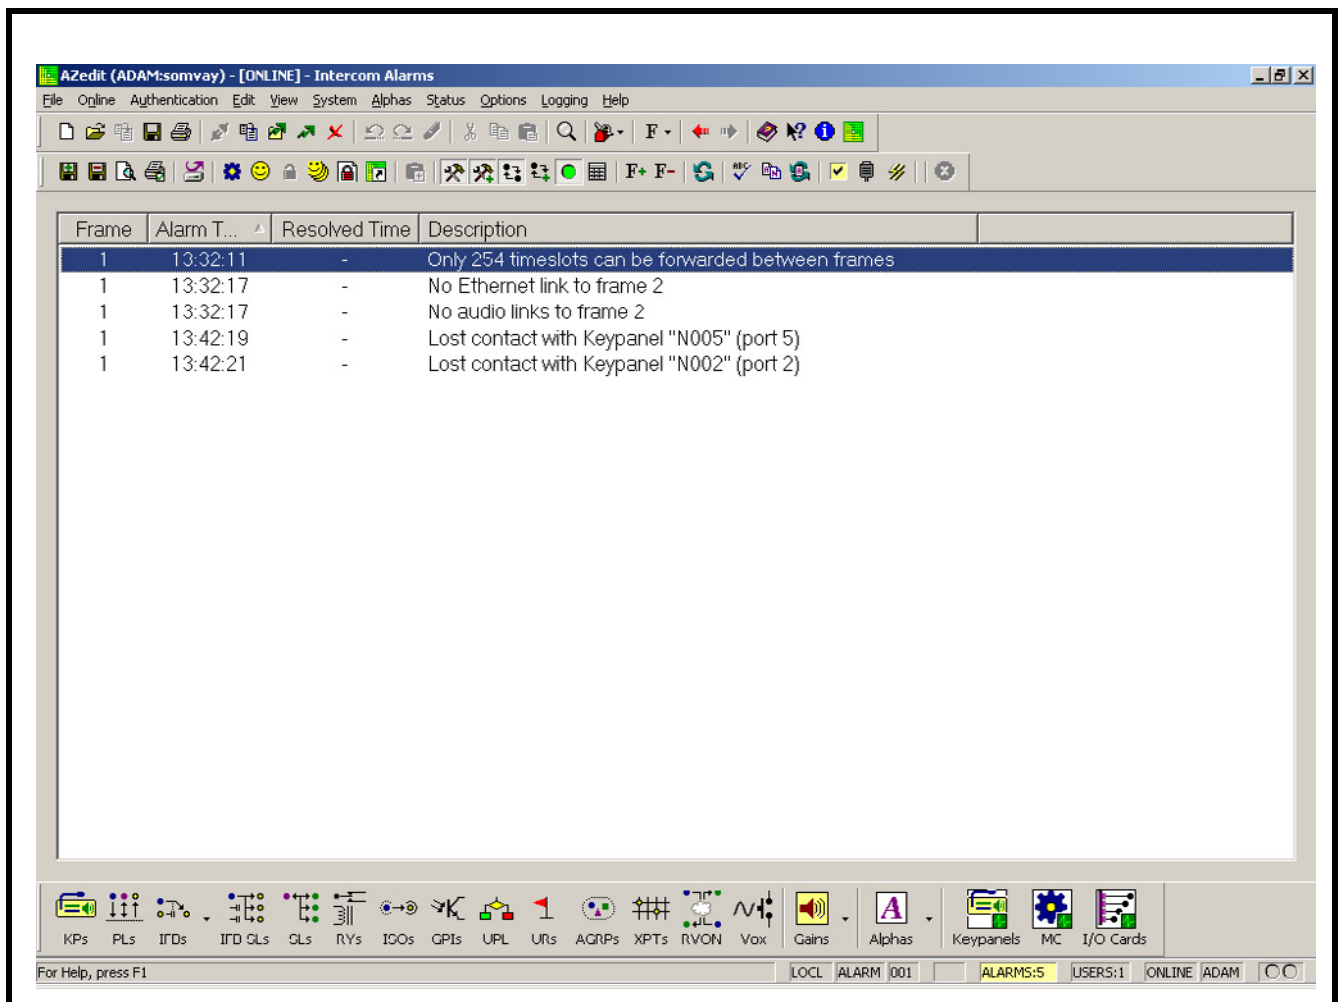 AZedit (ADAM:somvay) - [ONLINE] - Intercom Alarms
File Online Authentication Edit View System Alphas Status Options Logging Help
F
F+ F- ABC
Frame Alarm T... Resolved Time Description
1 13:32:11 - Only 254 timeslots can be forwarded between frames
1 13:32:17 - No Ethernet link to frame 2
1 13:32:17 - No audio links to frame 2
1 13:42:19 - Lost contact with Keypanel "N005" (port 5)
1 13:42:21 - Lost contact with Keypanel "N002" (port 2)
A
KPs PLs IFBs IFB SLs SLs RYs ISOs GPIs UPL URs AGRPs XPTs RVON Vox Gains Alphas Keypanels MC I/O Cards
For Help, press F1 LOCL ALARM 001 ALARMS:5 USERS:1 ONLINE ADAM